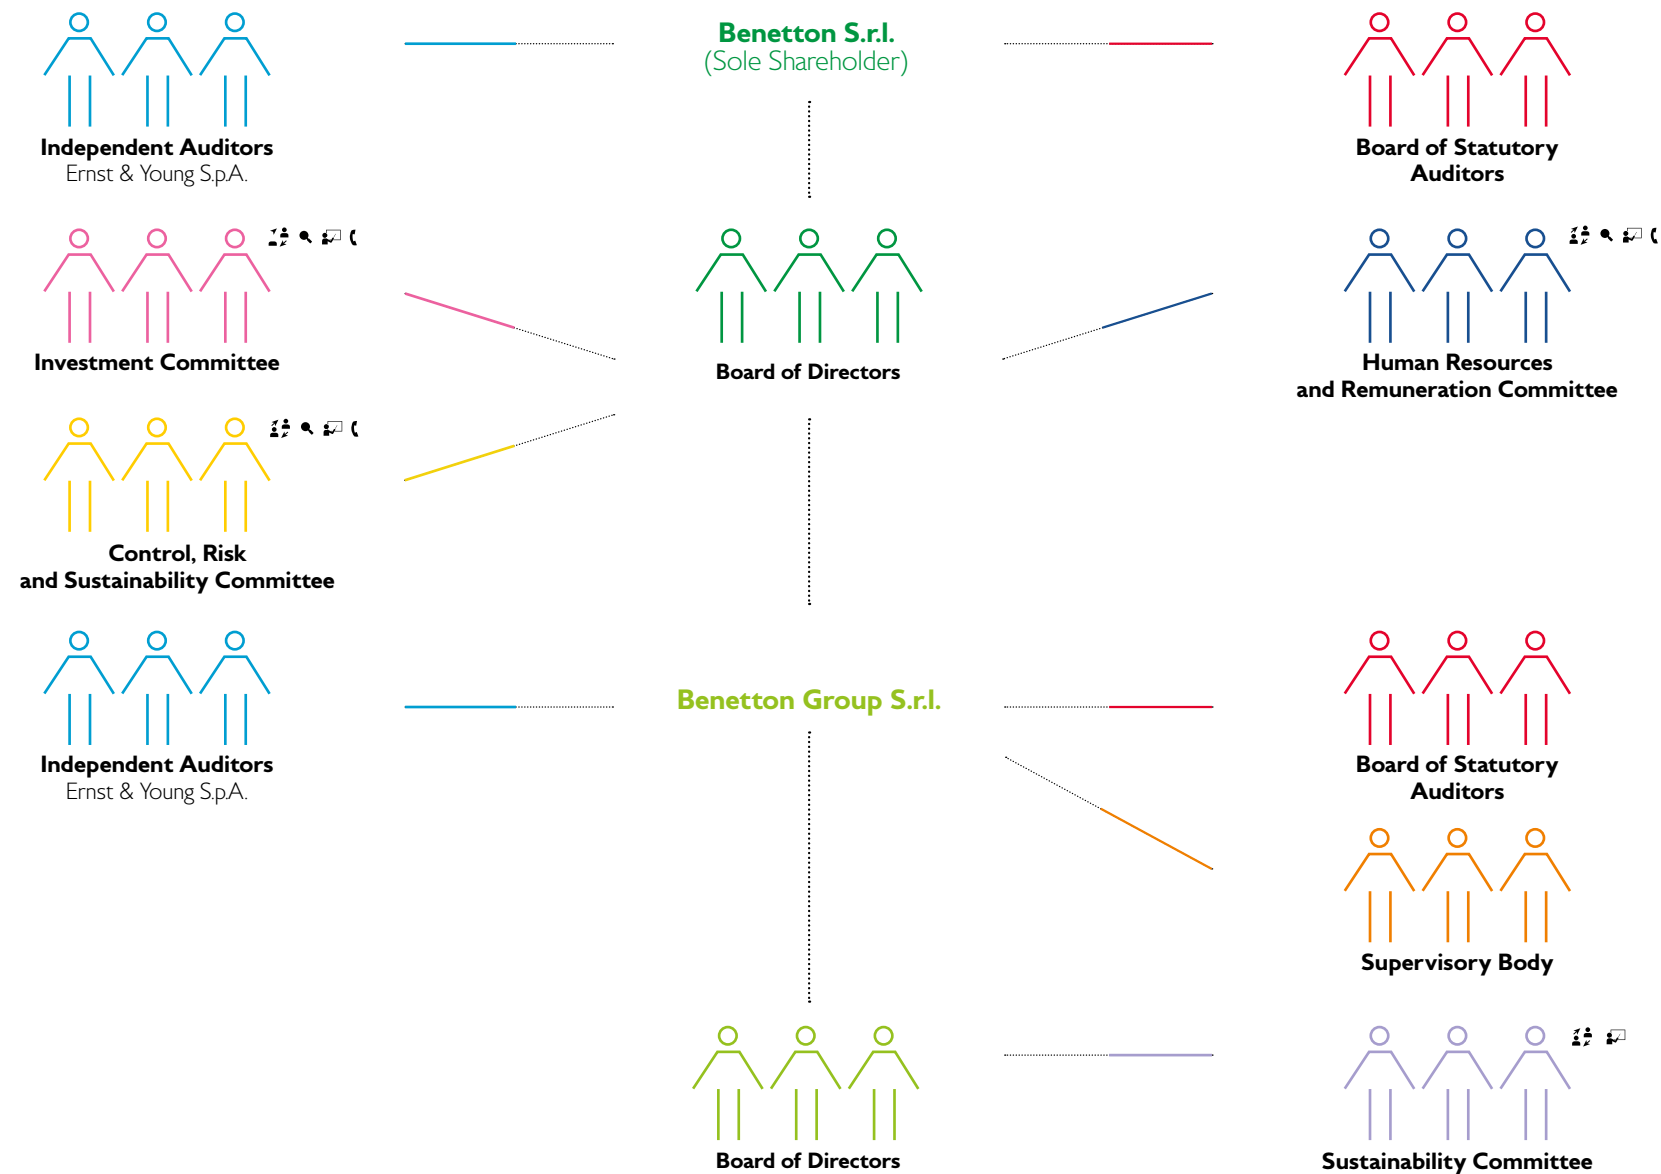 Benetton S.r.l.
(Sole Shareholder)
Independent Auditors
Ernst & Young S.p.A.
Board of Statutory
Auditors
Investment Committee
Board of Directors
Human Resources
and Remuneration Committee
Control, Risk
and Sustainability Committee
Benetton Group S.r.l.
Independent Auditors
Ernst & Young S.p.A.
Board of Statutory
Auditors
Supervisory Body
Board of Directors
Sustainability Committee